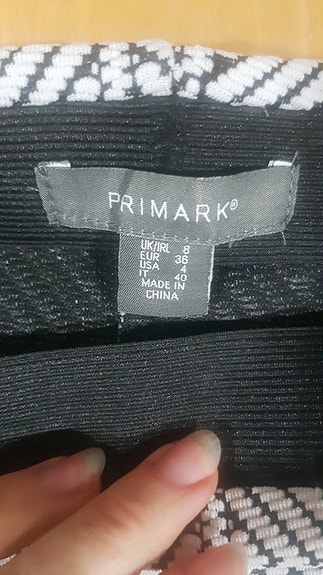 PRIMARK®
UK/IRL 8
EUR 36
USA 4
IT 40
MADE IN
CHINA